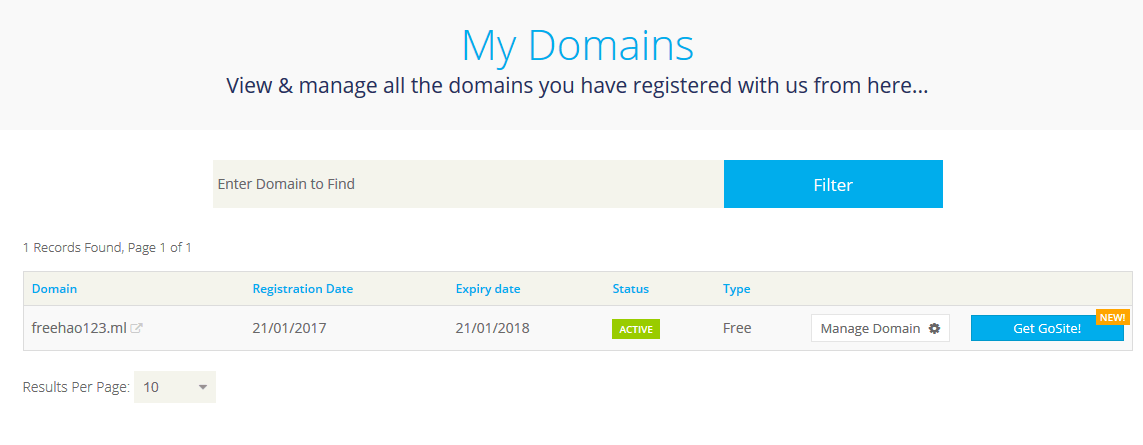 My Domains
View & manage all the domains you have registered with us from here...
Enter Domain to Find
Filter
1 Records Found, Page 1 of 1
Domain Registration Date Expiry date Status Type
freehao123.ml 21/01/2017 21/01/2018 ACTIVE Free Manage Domain Get GoSite! NEW!
Results Per Page: 10